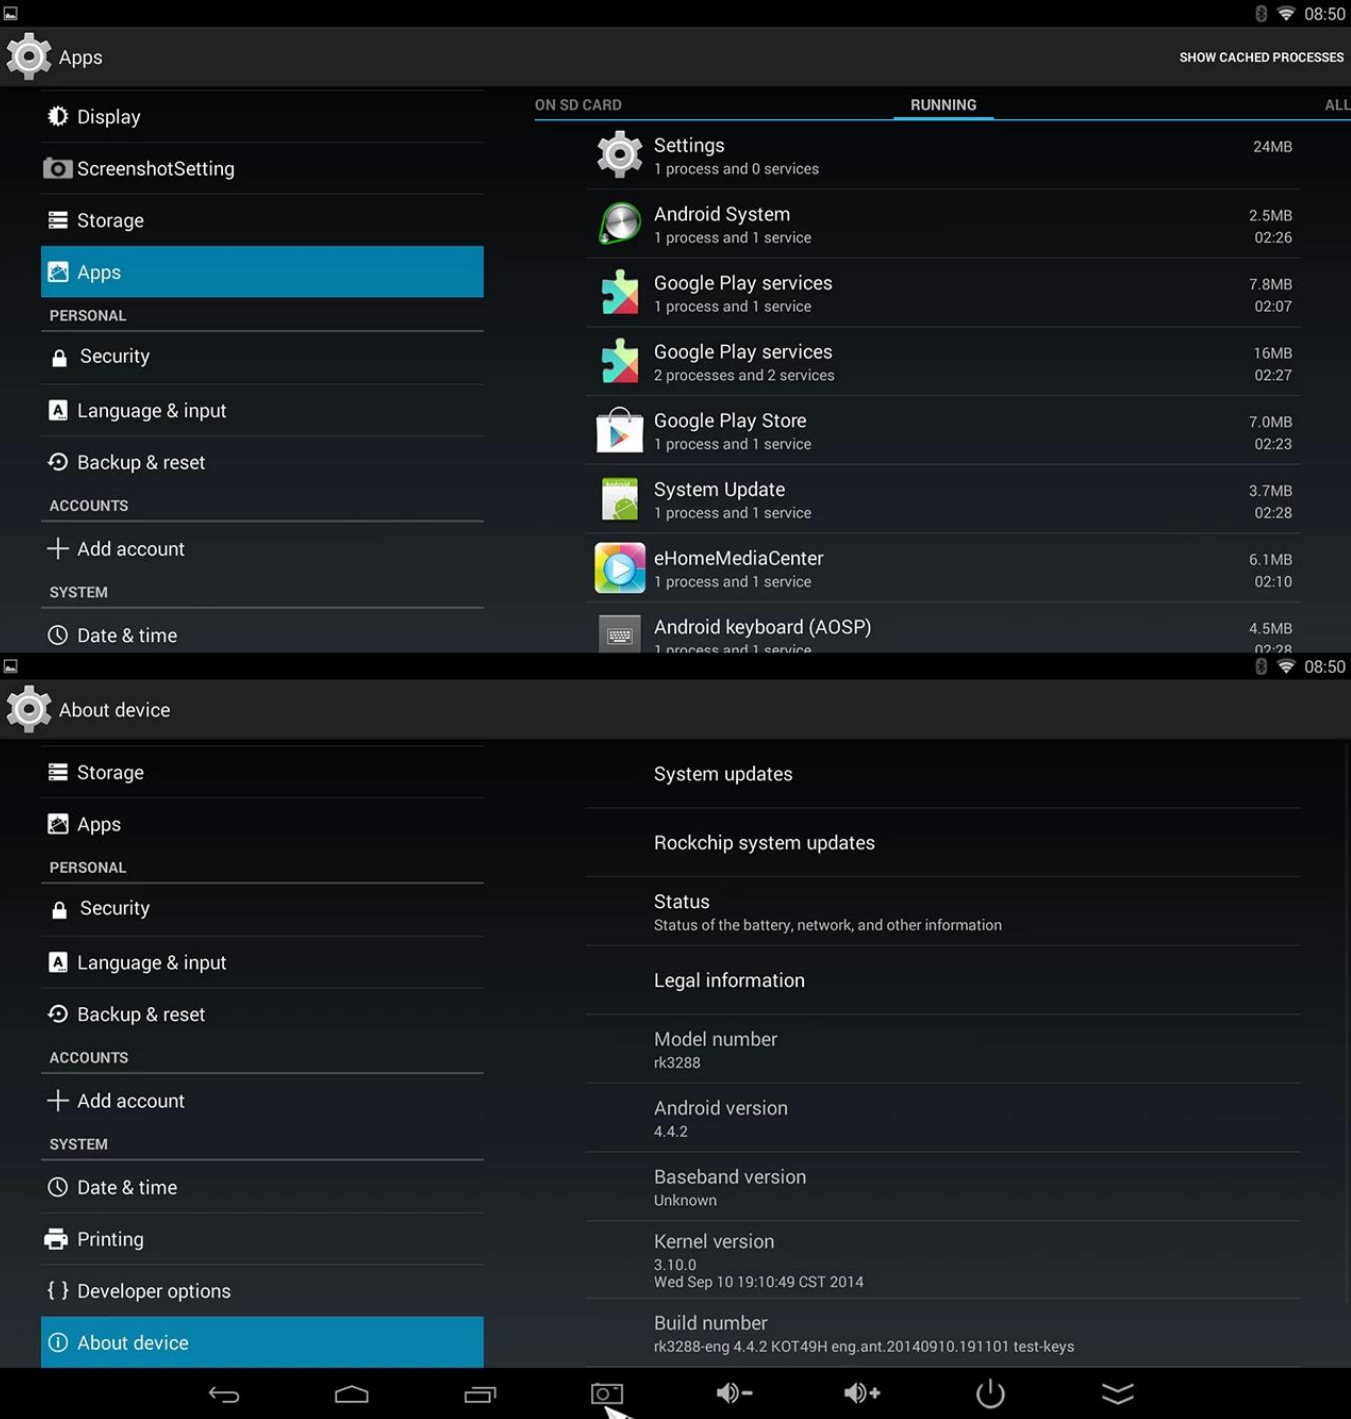 08:50
Apps
SHOW CACHED PROCESSES
Display
ScreenshotSetting
Storage
Apps
PERSONAL
Security
Language & input
Backup & reset
ACCOUNTS
Add account
SYSTEM
Date & time
ON SD CARD
RUNNING
ALL
Settings
24MB
1 process and 0 services
Android System
2.5MB
1 process and 1 service
02:26
Google Play services
7.8MB
1 process and 1 service
02:07
Google Play services
16MB
2 processes and 2 services
02:27
Google Play Store
7.0MB
1 process and 1 service
02:23
System Update
3.7MB
1 process and 1 service
02:28
eHomeMediaCenter
6.1MB
1 process and 1 service
02:10
Android keyboard (AOSP)
4.5MB
1 process and 1 service
02:28
08:50
About device
Storage
Apps
PERSONAL
Security
Language & input
Backup & reset
ACCOUNTS
Add account
SYSTEM
Date & time
Printing
{ } Developer options
About device
System updates
Rockchip system updates
Status
Status of the battery, network, and other information
Legal information
Model number
rk3288
Android version
4.4.2
Baseband version
Unknown
Kernel version
3.10.0
Wed Sep 10 19:10:49 CST 2014
Build number
rk3288-eng 4.4.2 KOT49H eng.ant.20140910.191101 test-keys